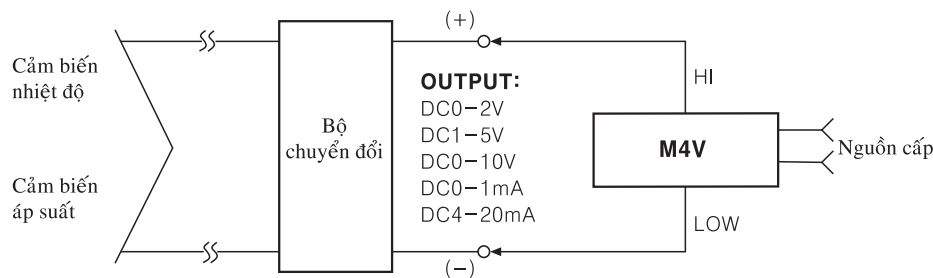 Cảm biến
nhiệt độ
Cảm biến
áp suất
Bộ
chuyển đổi
(+)
OUTPUT:
DC0-2V
DC1-5V
DC0-10V
DC0-1mA
DC4-20mA
(-)
HI
M4V
LOW
Nguồn cấp